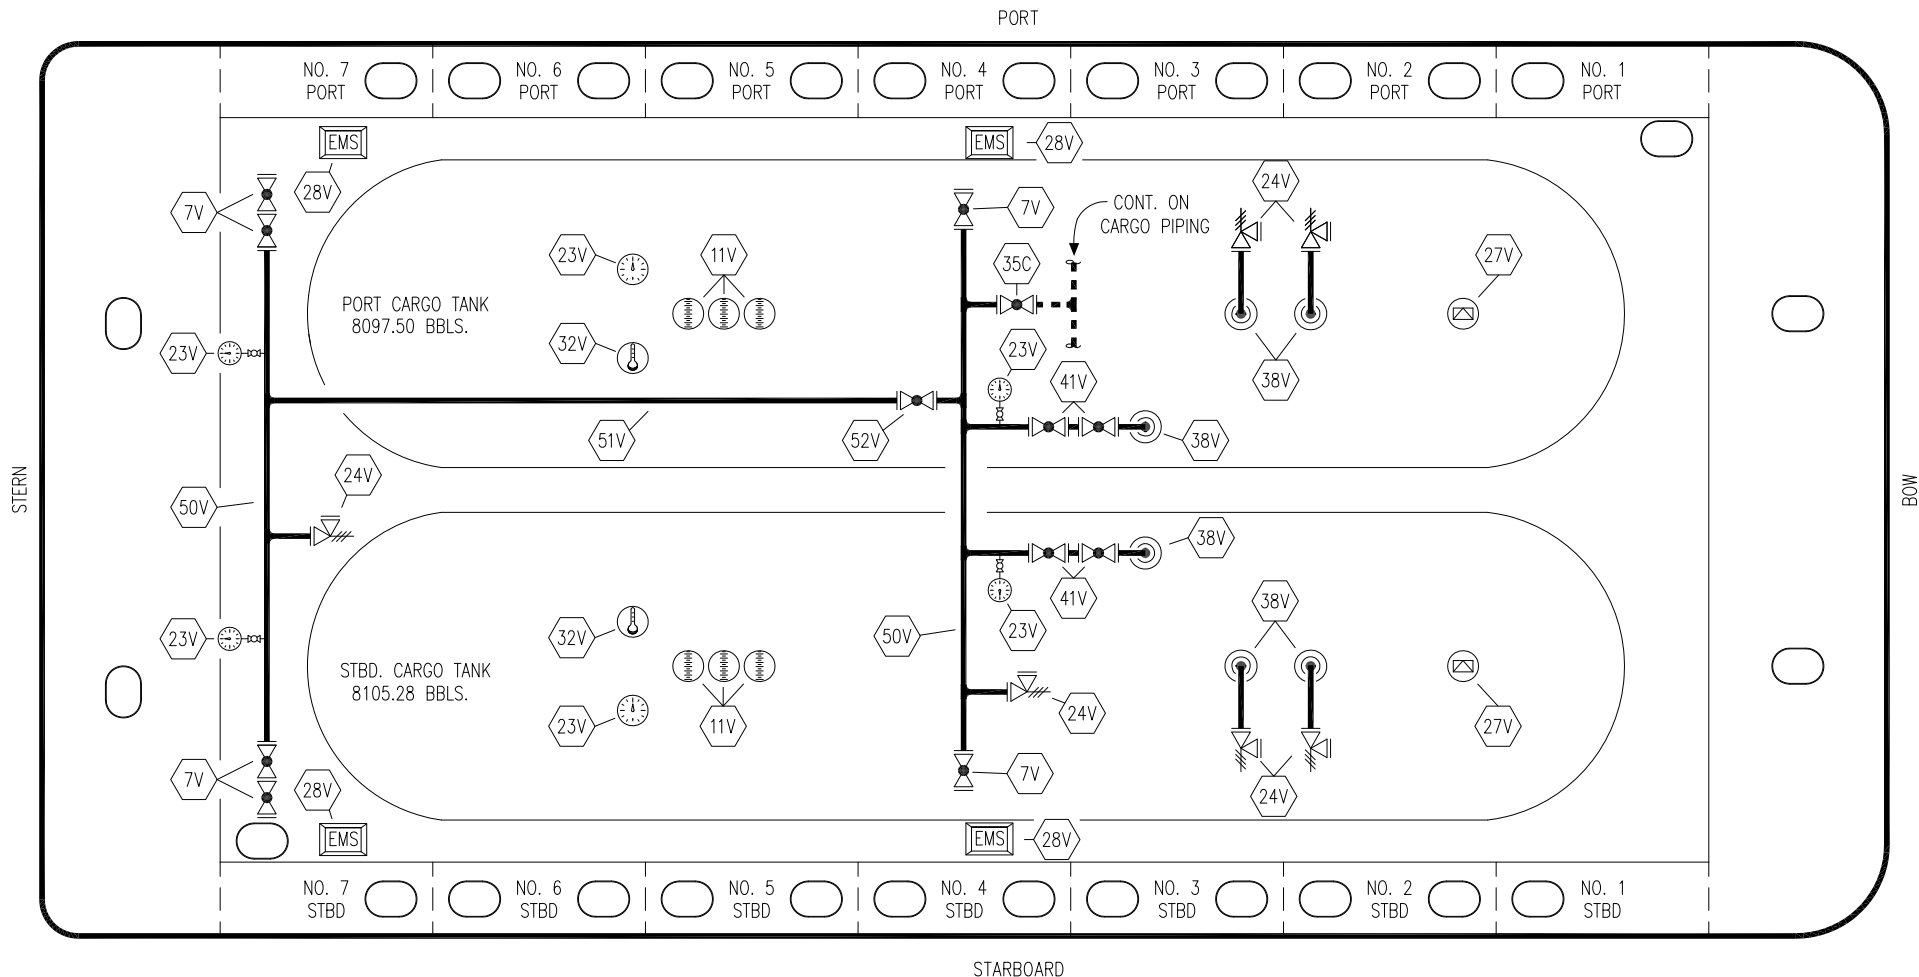 PORT
NO. 7
PORT
NO. 6
PORT
NO. 5
PORT
NO. 4
PORT
NO. 3
PORT
NO. 2
PORT
NO. 1
PORT
EMS
28V
EMS
28V
7V
7V
24V
CONT. ON
CARGO PIPING
23V
11V
35C
27V
PORT CARGO TANK
8097.50 BBLS.
32V
23V
23V
41V
38V
51V
52V
38V
STERN
BOW
24V
50V
38V
41V
38V
23V
32V
23V
50V
STBD. CARGO TANK
8105.28 BBLS.
23V
11V
24V
27V
7V
28V
7V
24V
EMS
EMS
28V
NO. 7
STBD
NO. 6
STBD
NO. 5
STBD
NO. 4
STBD
NO. 3
STBD
NO. 2
STBD
NO. 1
STBD
STARBOARD